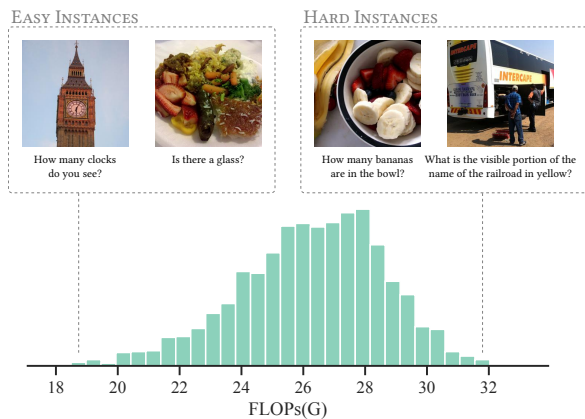 EASY INSTANCES
HARD INSTANCES
INTERCAPE
INTERCAPE
How many clocks
do you see?
Is there a glass?
How many bananas
are in the bowl?
What is the visible portion of the
name of the railroad in yellow?
18 20 22 24 26 28 30 32
FLOPs(G)